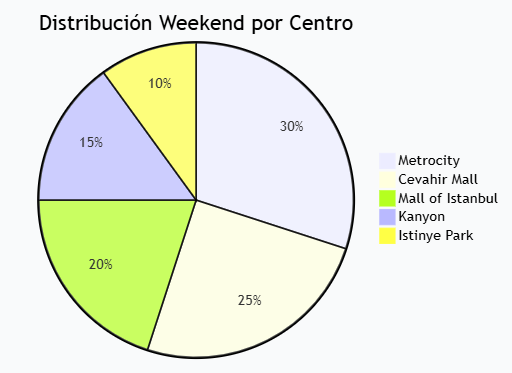 Distribución Weekend por Centro
10%
30%
15%
20%
25%
Metrocity
Cevahir Mall
Mall of Istanbul
Kanyon
Istinye Park